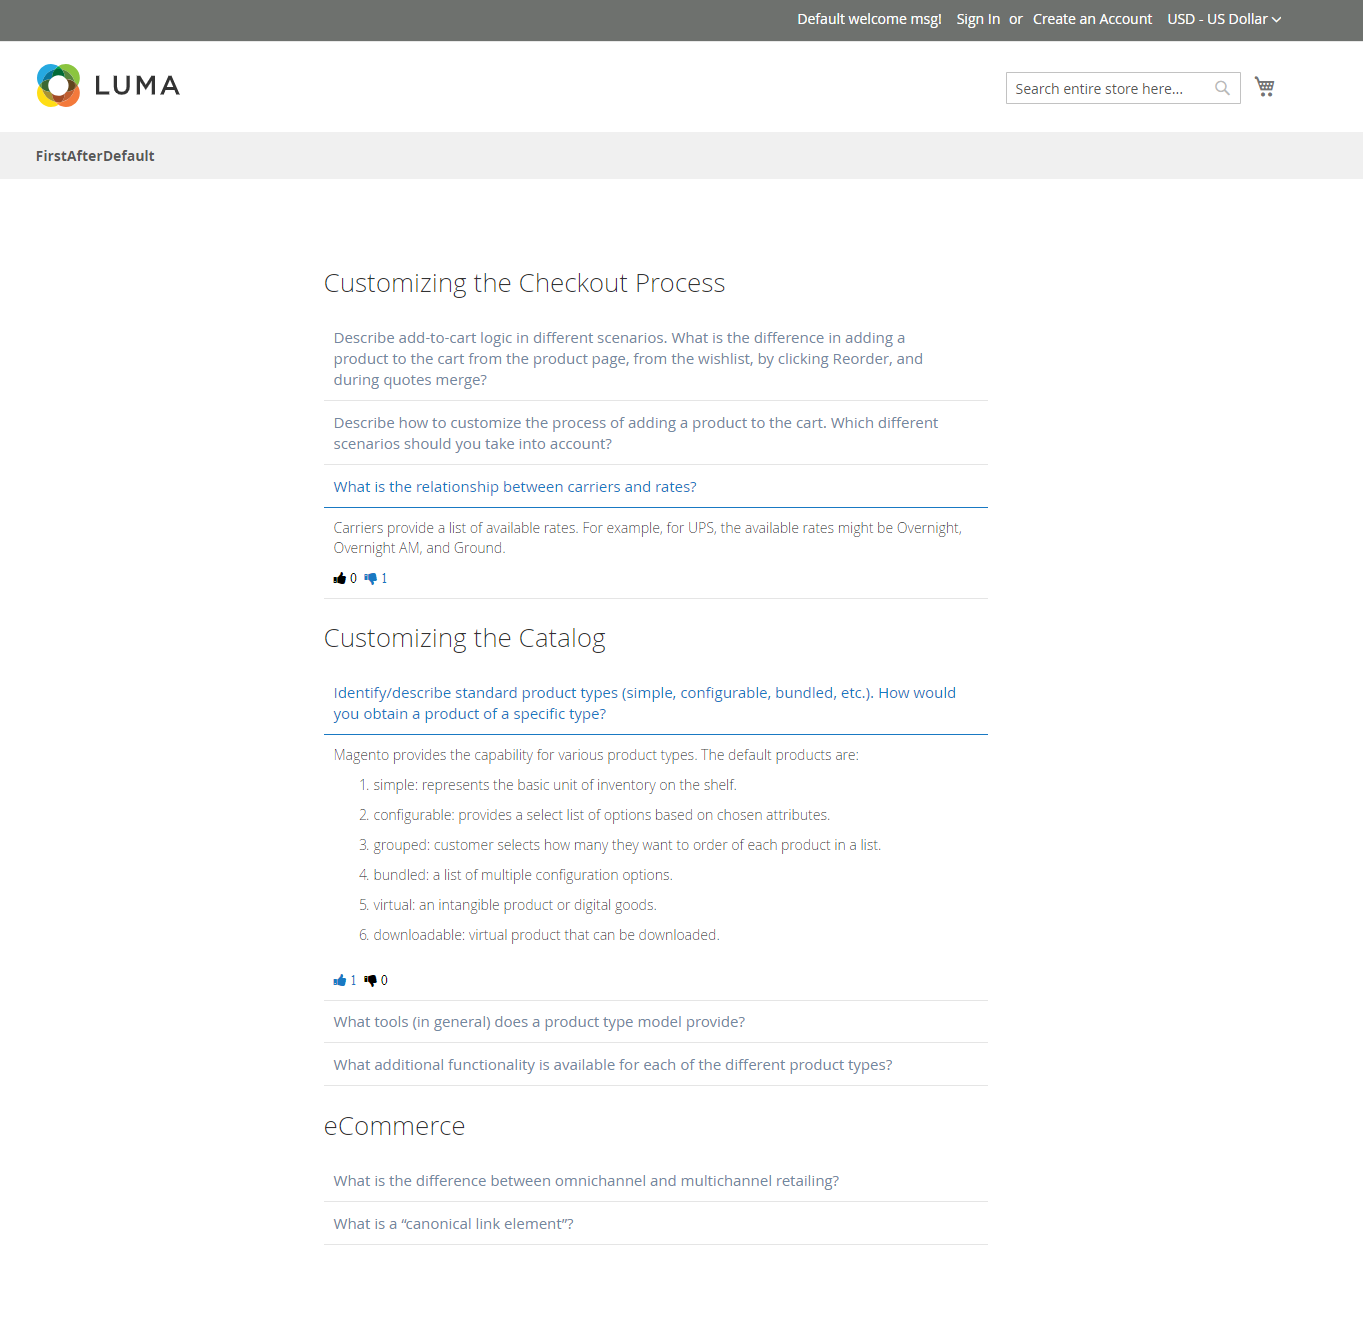 Default welcome msg! Sign In or Create an Account USD - US Dollar
LUMA
Search entire store here...
FirstAfterDefault
Customizing the Checkout Process
Describe add-to-cart logic in different scenarios. What is the difference in adding a
product to the cart from the product page, from the wishlist, by clicking Reorder, and
during quotes merge?
Describe how to customize the process of adding a product to the cart. Which different
scenarios should you take into account?
What is the relationship between carriers and rates?
Carriers provide a list of available rates. For example, for UPS, the available rates might be Overnight,
Overnight AM, and Ground.
0 1
Customizing the Catalog
Identify/describe standard product types (simple, configurable, bundled, etc.). How would
you obtain a product of a specific type?
Magento provides the capability for various product types. The default products are:
1. simple: represents the basic unit of inventory on the shelf.
2. configurable: provides a select list of options based on chosen attributes.
3. grouped: customer selects how many they want to order of each product in a list.
4. bundled: a list of multiple configuration options.
5. virtual: an intangible product or digital goods.
6. downloadable: virtual product that can be downloaded.
1 0
What tools (in general) does a product type model provide?
What additional functionality is available for each of the different product types?
eCommerce
What is the difference between omnichannel and multichannel retailing?
What is a “canonical link element”?